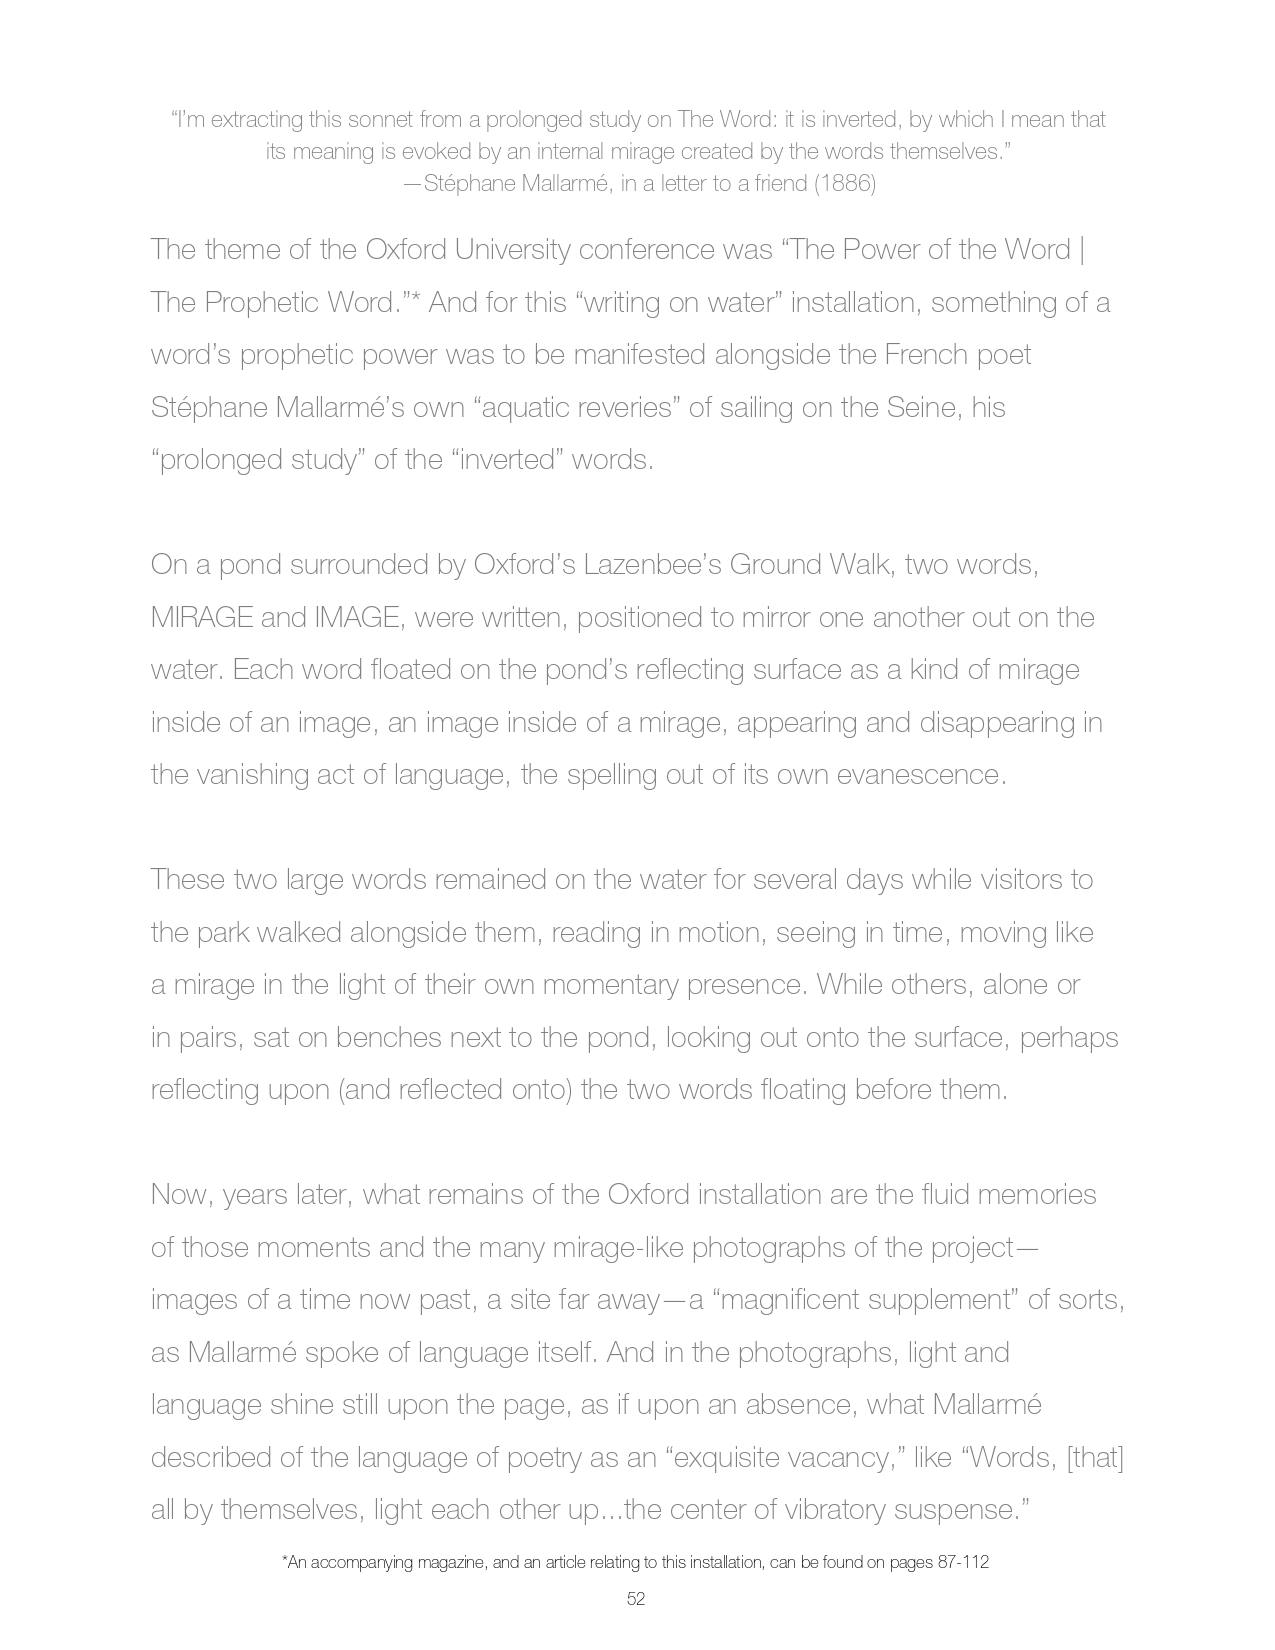 “I’m extracting this sonnet from a prolonged study on The Word: it is inverted, by which I mean that
its meaning is evoked by an internal mirage created by the words themselves.”
—Stéphane Mallarmé, in a letter to a friend (1886)
The theme of the Oxford University conference was “The Power of the Word |
The Prophetic Word.”* And for this “writing on water” installation, something of a
word’s prophetic power was to be manifested alongside the French poet
Stéphane Mallarmé’s own “aquatic reveries” of sailing on the Seine, his
“prolonged study” of the “inverted” words.
On a pond surrounded by Oxford’s Lazenbee’s Ground Walk, two words,
MIRAGE and IMAGE, were written, positioned to mirror one another out on the
water. Each word floated on the pond’s reflecting surface as a kind of mirage
inside of an image, an image inside of a mirage, appearing and disappearing in
the vanishing act of language, the spelling out of its own evanescence.
These two large words remained on the water for several days while visitors to
the park walked alongside them, reading in motion, seeing in time, moving like
a mirage in the light of their own momentary presence. While others, alone or
in pairs, sat on benches next to the pond, looking out onto the surface, perhaps
reflecting upon (and reflected onto) the two words floating before them.
Now, years later, what remains of the Oxford installation are the fluid memories
of those moments and the many mirage-like photographs of the project—
images of a time now past, a site far away—a “magnificent supplement” of sorts,
as Mallarmé spoke of language itself. And in the photographs, light and
language shine still upon the page, as if upon an absence, what Mallarmé
described of the language of poetry as an “exquisite vacancy,” like “Words, [that]
all by themselves, light each other up...the center of vibratory suspense.”
*An accompanying magazine, and an article relating to this installation, can be found on pages 87-112
52